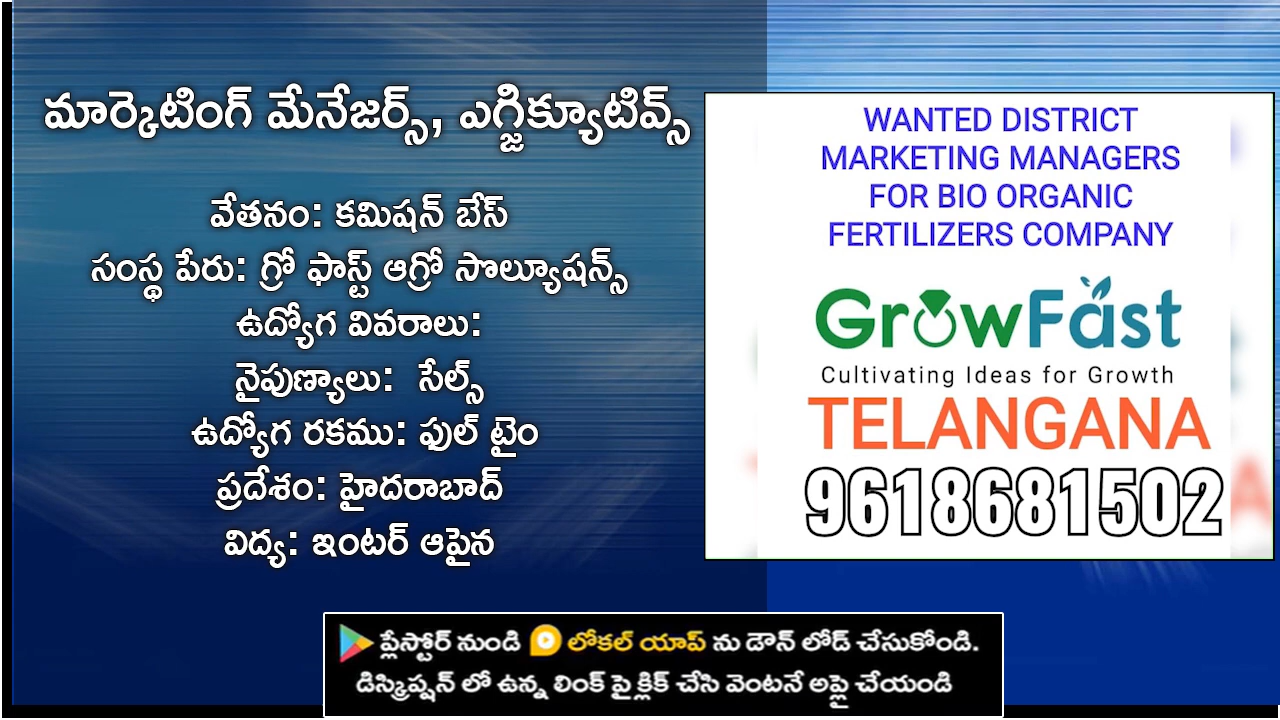 మార్కెటింగ్ మేనేజర్స్, ఎగ్జిక్యూటివ్స్
వేతనం: కమిషన్ బేస్
సంస్థ పేరు: గ్రో ఫాస్ట్ ఆగ్రో సొల్యూషన్స్
ఉద్యోగ వివరాలు:
నైపుణ్యాలు: సేల్స్
ఉద్యోగ రకము: ఫుల్ టైం
ప్రదేశం: హైదరాబాద్
విద్య: ఇంటర్ ఆపైన
WANTED DISTRICT
MARKETING MANAGERS
FOR BIO ORGANIC
FERTILIZERS COMPANY
GrowFast
Cultivating Ideas for Growth
TELANGANA
9618681502
ప్లేస్టోర్ నుండి లోకల్ యాప్ ను డౌన్ లోడ్ చేసుకోండి.
డిస్క్రిప్షన్ లో ఉన్న లింక్ పై క్లిక్ చేసి వెంటనే అప్లై చేయండి